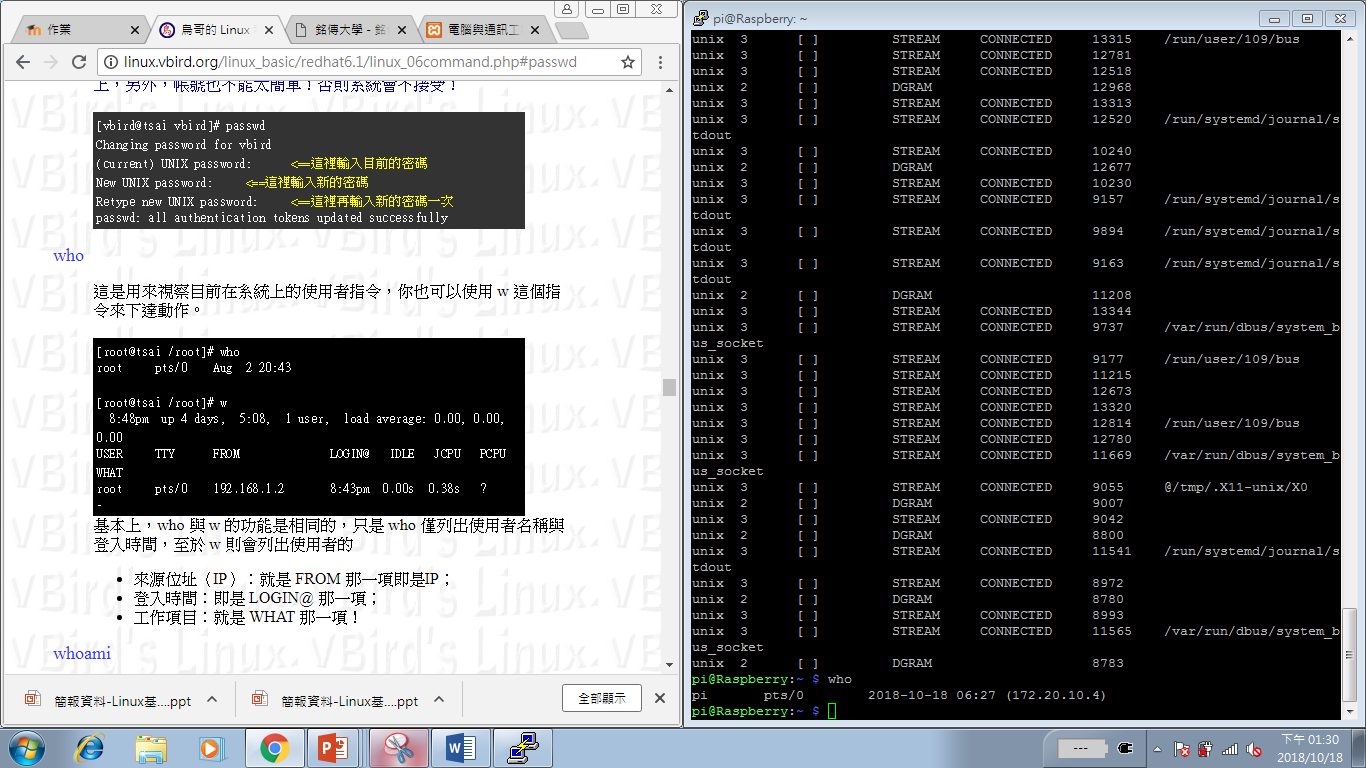 作業
鳥哥的 Linux
銘傳大學 - 銘
電腦與通訊工
linux.vbird.org/linux_basic/redhat6.1/linux_06command.php#passwd
上，另外，帳號也不能太簡單！否則系統會不接受！
[vbird@tsai vbird]# passwd
Changing password for vbird
(current) UNIX password: <==這裡輸入目前的密碼
New UNIX password: <==這裡輸入新的密碼
Retype new UNIX password: <==這裡再輸入新的密碼一次
passwd: all authentication tokens updated successfully
who
這是用來視察目前在系統上的使用者指令，你也可以使用 w 這個指
令來下達動作。
[root@tsai /root]# who
root pts/0 Aug 2 20:43
[root@tsai /root]# w
8:48pm up 4 days, 5:08, 1 user, load average: 0.00, 0.00,
0.00
USER TTY FROM LOGIN@ IDLE JCPU PCPU
WHAT
root pts/0 192.168.1.2 8:43pm 0.00s 0.38s ?
-
基本上，who 與 w 的功能是相同的，只是 who 僅列出使用者名稱與
登入時間，至於 w 則會列出使用者的
• 來源位址（IP）：就是 FROM 那一項即是IP；
• 登入時間：即是 LOGIN@ 那一項；
• 工作項目：就是 WHAT 那一項！
whoami
簡報資料-Linux基....ppt
簡報資料-Linux基....ppt
全部顯示
pi@Raspberry: ~
unix 3 [ ] STREAM CONNECTED 13315 /run/user/109/bus
unix 3 [ ] STREAM CONNECTED 12781
unix 3 [ ] STREAM CONNECTED 12518
unix 2 [ ] DGRAM 12968
unix 3 [ ] STREAM CONNECTED 13313
unix 3 [ ] STREAM CONNECTED 12520 /run/systemd/journal/s
tdout
unix 3 [ ] STREAM CONNECTED 10240
unix 2 [ ] DGRAM 12677
unix 3 [ ] STREAM CONNECTED 10230
unix 3 [ ] STREAM CONNECTED 9157 /run/systemd/journal/s
tdout
unix 3 [ ] STREAM CONNECTED 9894 /run/systemd/journal/s
tdout
unix 3 [ ] STREAM CONNECTED 9163 /run/systemd/journal/s
tdout
unix 2 [ ] DGRAM 11208
unix 3 [ ] STREAM CONNECTED 13344
unix 3 [ ] STREAM CONNECTED 9737 /var/run/dbus/system_b
us_socket
unix 3 [ ] STREAM CONNECTED 9177 /run/user/109/bus
unix 3 [ ] STREAM CONNECTED 11215
unix 3 [ ] STREAM CONNECTED 12673
unix 3 [ ] STREAM CONNECTED 13320
unix 3 [ ] STREAM CONNECTED 12814 /run/user/109/bus
unix 3 [ ] STREAM CONNECTED 12780
unix 3 [ ] STREAM CONNECTED 11669 /var/run/dbus/system_b
us_socket
unix 3 [ ] STREAM CONNECTED 9055 @/tmp/.X11-unix/X0
unix 2 [ ] DGRAM 9007
unix 3 [ ] STREAM CONNECTED 9042
unix 2 [ ] DGRAM 8800
unix 3 [ ] STREAM CONNECTED 11541 /run/systemd/journal/s
tdout
unix 3 [ ] STREAM CONNECTED 8972
unix 2 [ ] DGRAM 8780
unix 3 [ ] STREAM CONNECTED 8993
unix 3 [ ] STREAM CONNECTED 11565 /var/run/dbus/system_b
us_socket
unix 2 [ ] DGRAM 8783
pi@Raspberry:~ $ who
pi pts/0 2018-10-18 06:27 (172.20.10.4)
pi@Raspberry:~ $
---
下午 01:30
2018/10/18